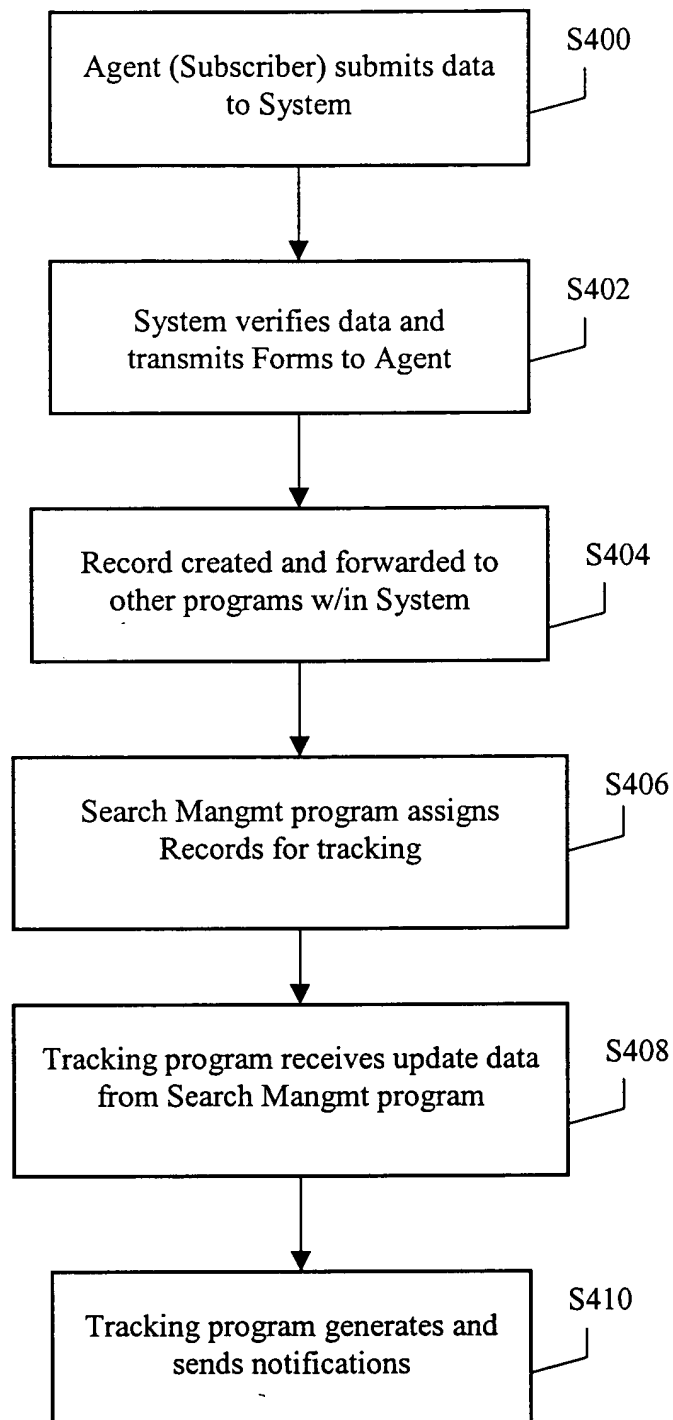 S400
Agent (Subscriber) submits data
to System
S402
System verifies data and
transmits Forms to Agent
S404
Record created and forwarded to
other programs w/in System
S406
Search Mangmt program assigns
Records for tracking
S408
Tracking program receives update data
from Search Mangmt program
S410
Tracking program generates and
sends notifications